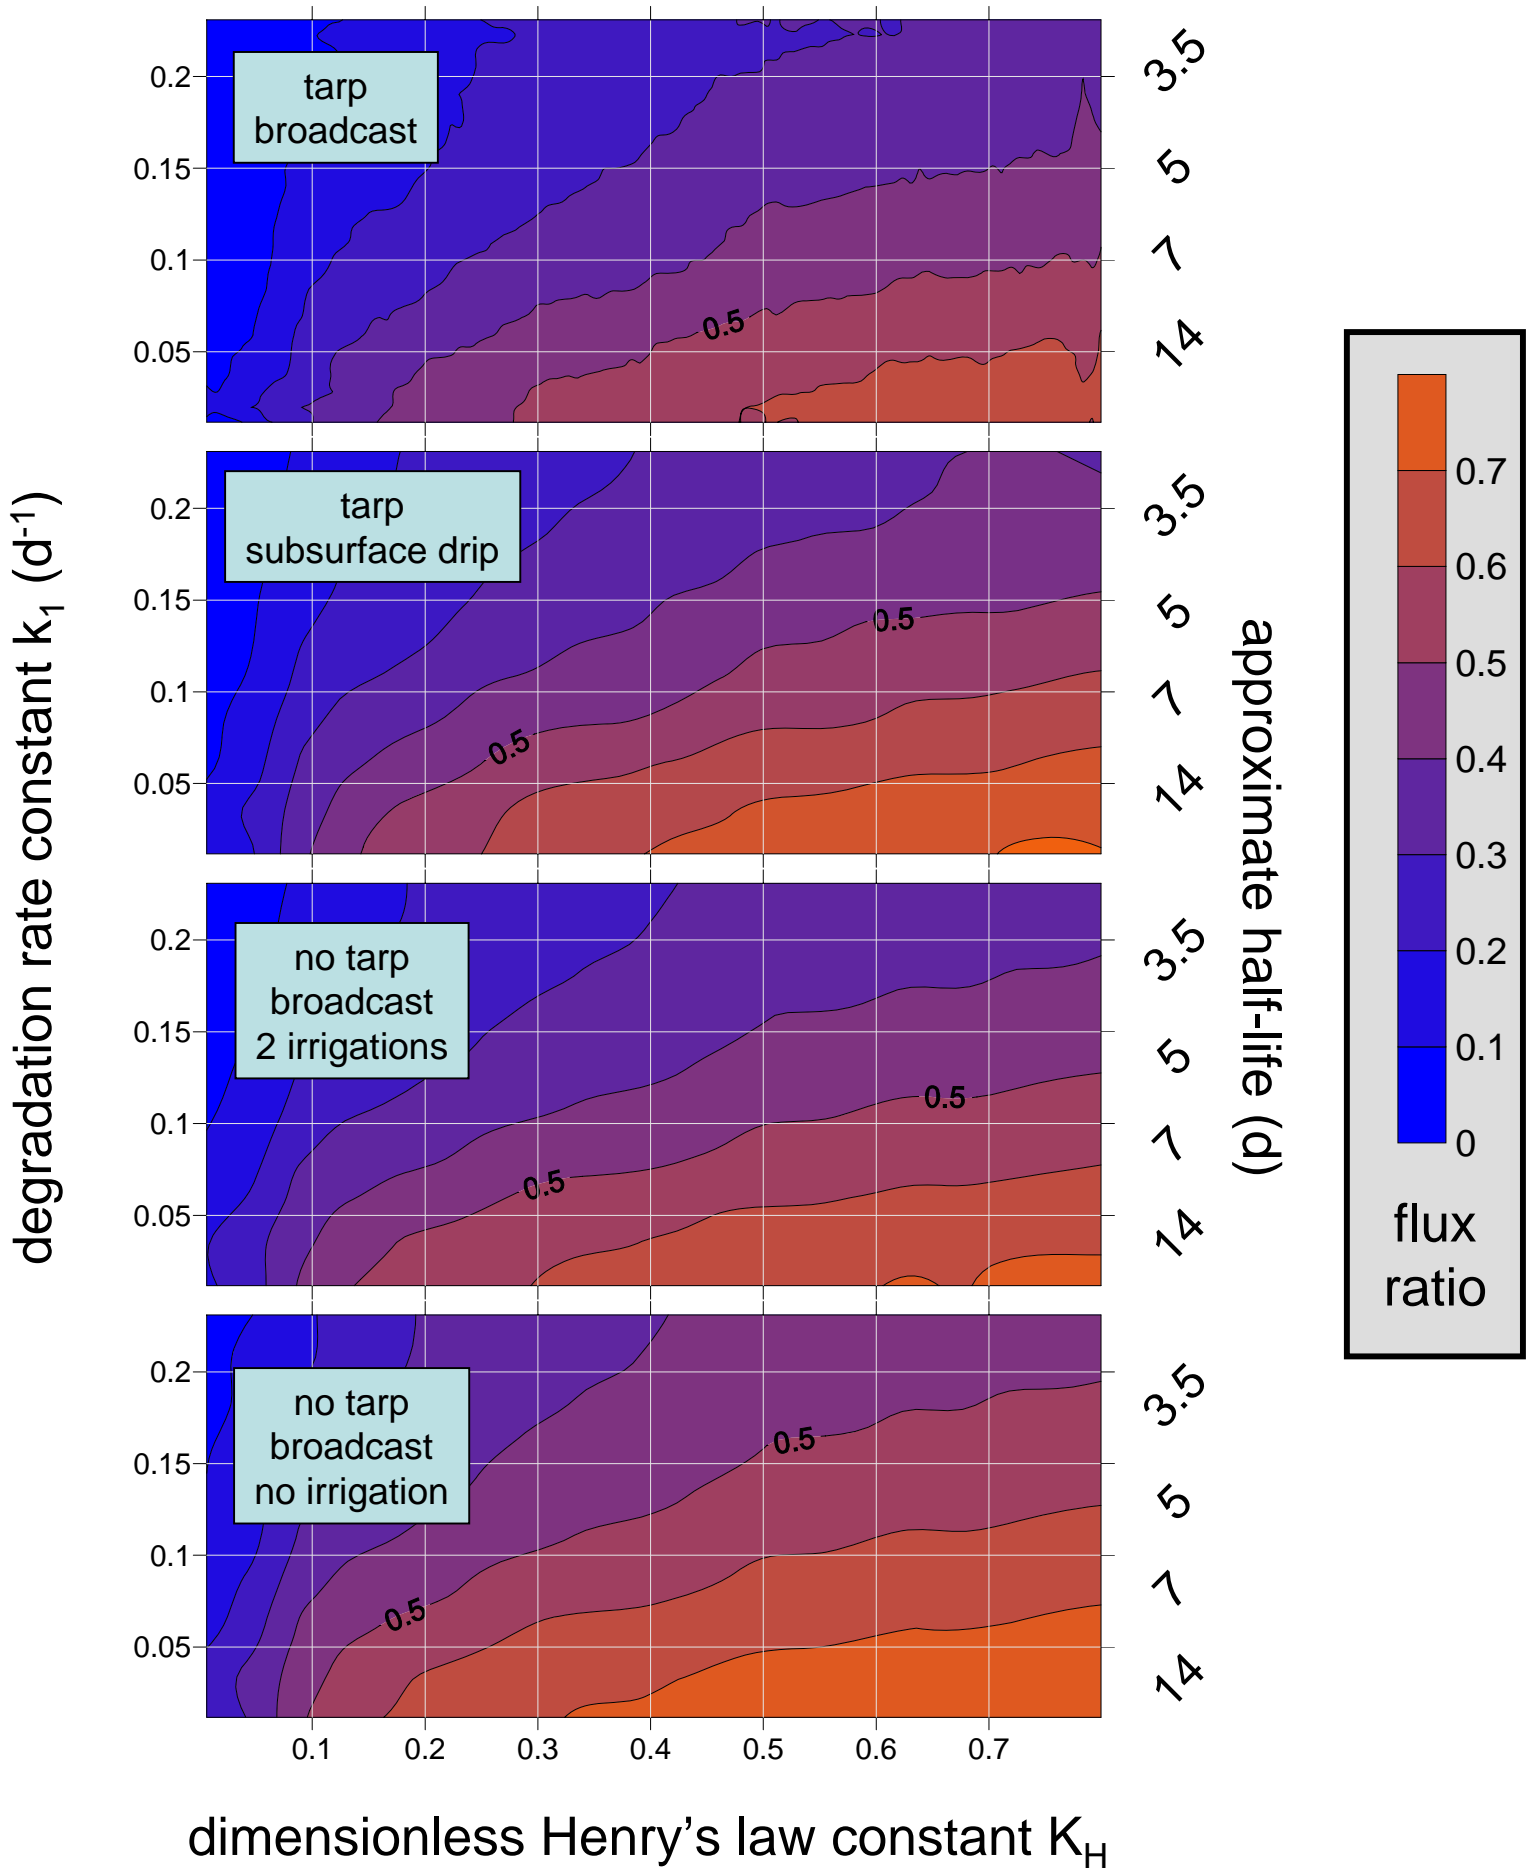 degradation rate constant k₁ (d⁻¹)
tarp
broadcast
0.2
0.15
0.1
0.05
0.5
3.5
5
7
14
tarp
subsurface drip
0.2
0.15
0.1
0.05
0.5
0.5
3.5
5
7
14
no tarp
broadcast
2 irrigations
0.2
0.15
0.1
0.05
0.5
0.5
3.5
5
7
14
no tarp
broadcast
no irrigation
0.2
0.15
0.1
0.05
0.5
0.5
3.5
5
7
14
0.1 0.2 0.3 0.4 0.5 0.6 0.7
dimensionless Henry’s law constant K_H
approximate half-life (d)
0.7
0.6
0.5
0.4
0.3
0.2
0.1
0
flux
ratio